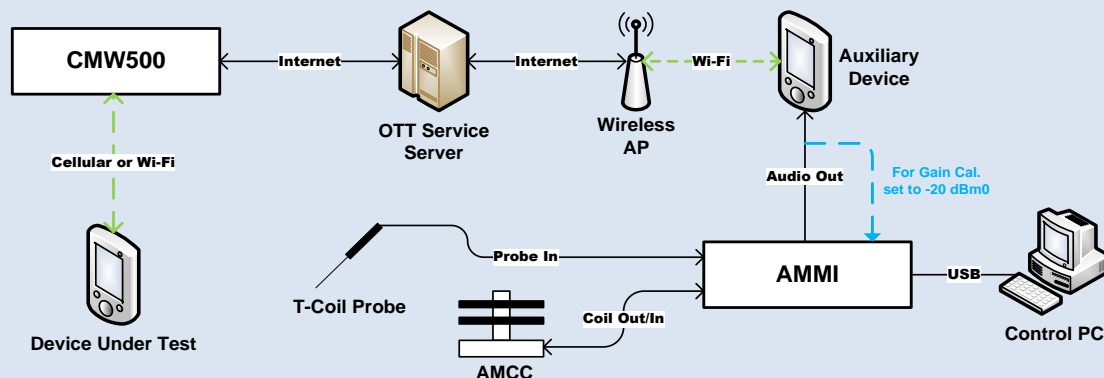 CMW500
Internet
Internet
Wi-Fi
Auxiliary
Device
OTT Service
Server
Wireless
AP
Cellular or Wi-Fi
Audio Out
For Gain Cal.
set to -20 dBm0
Probe In
AMMI
USB
T-Coil Probe
Coil Out/In
Device Under Test
Control PC
AMCC